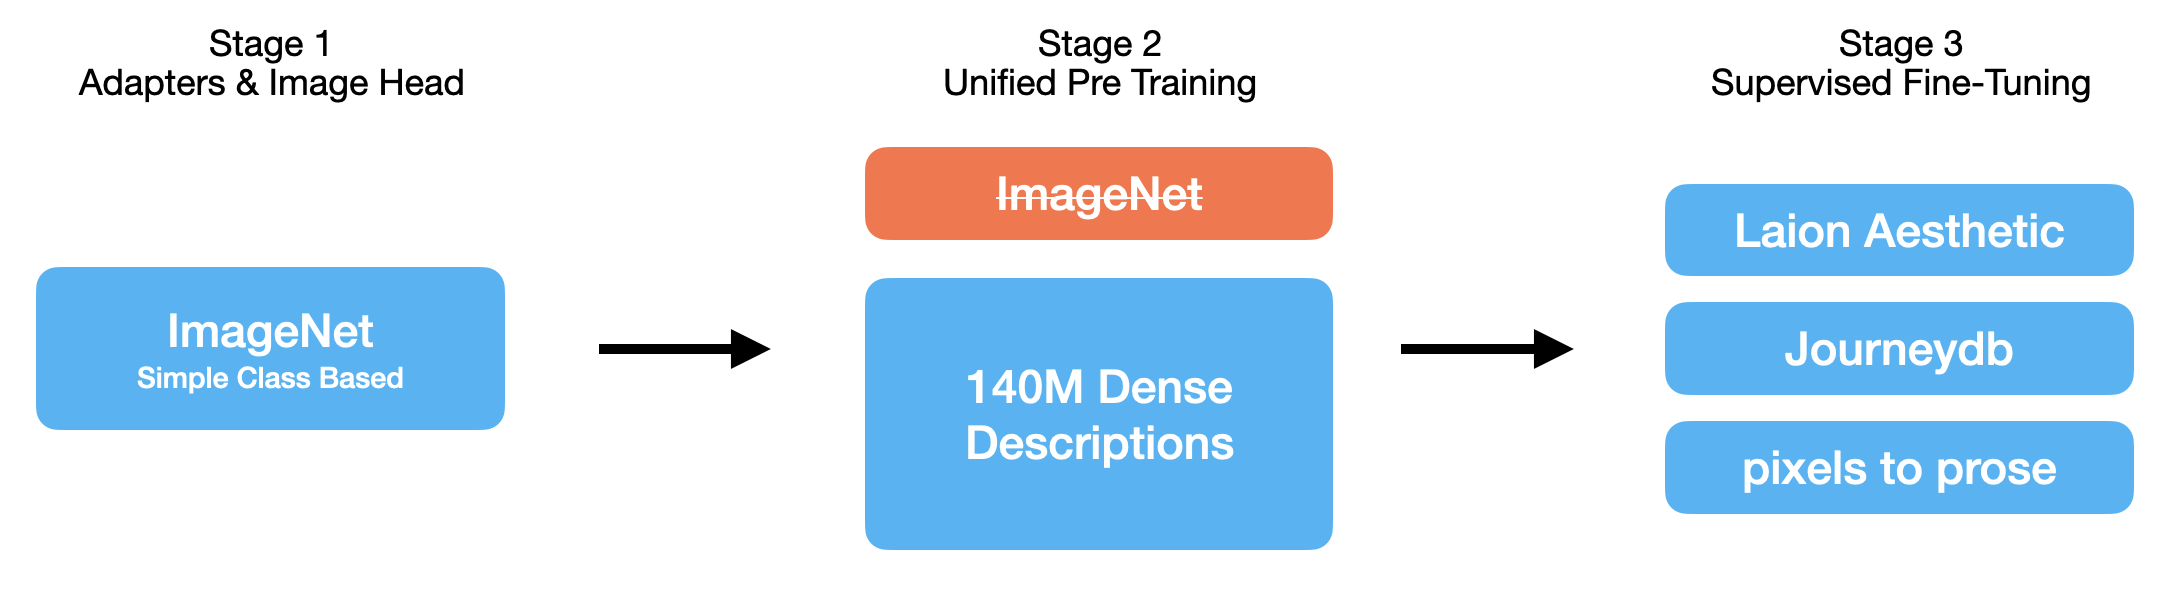 Stage 1
Adapters & Image Head
ImageNet
Simple Class Based
Stage 2
Unified Pre Training
ImageNet
140M Dense
Descriptions
Stage 3
Supervised Fine-Tuning
Laion Aesthetic
Journeydb
pixels to prose